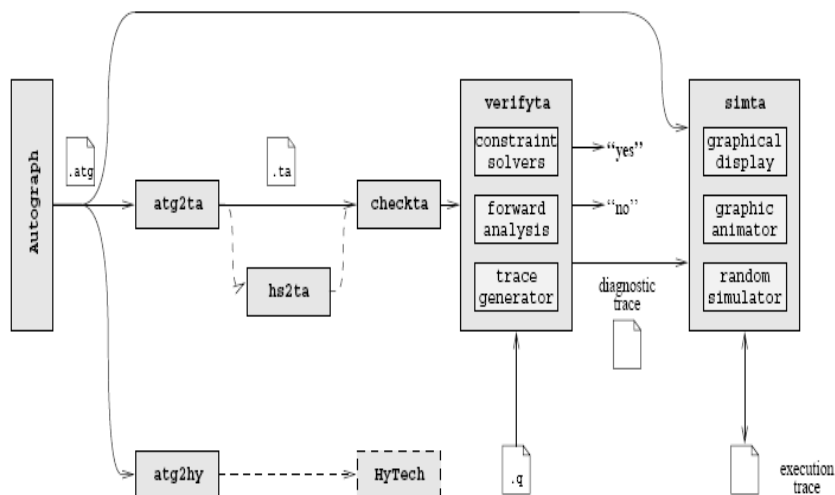 Autograph
.atg
atg2ta
.ta
hs2ta
checkta
verifyta
constraint
solvers
forward
analysis
trace
generator
"yes"
"no"
diagnostic
trace
simta
graphical
display
graphic
animator
random
simulator
atg2hy
HyTech
.q
execution
trace